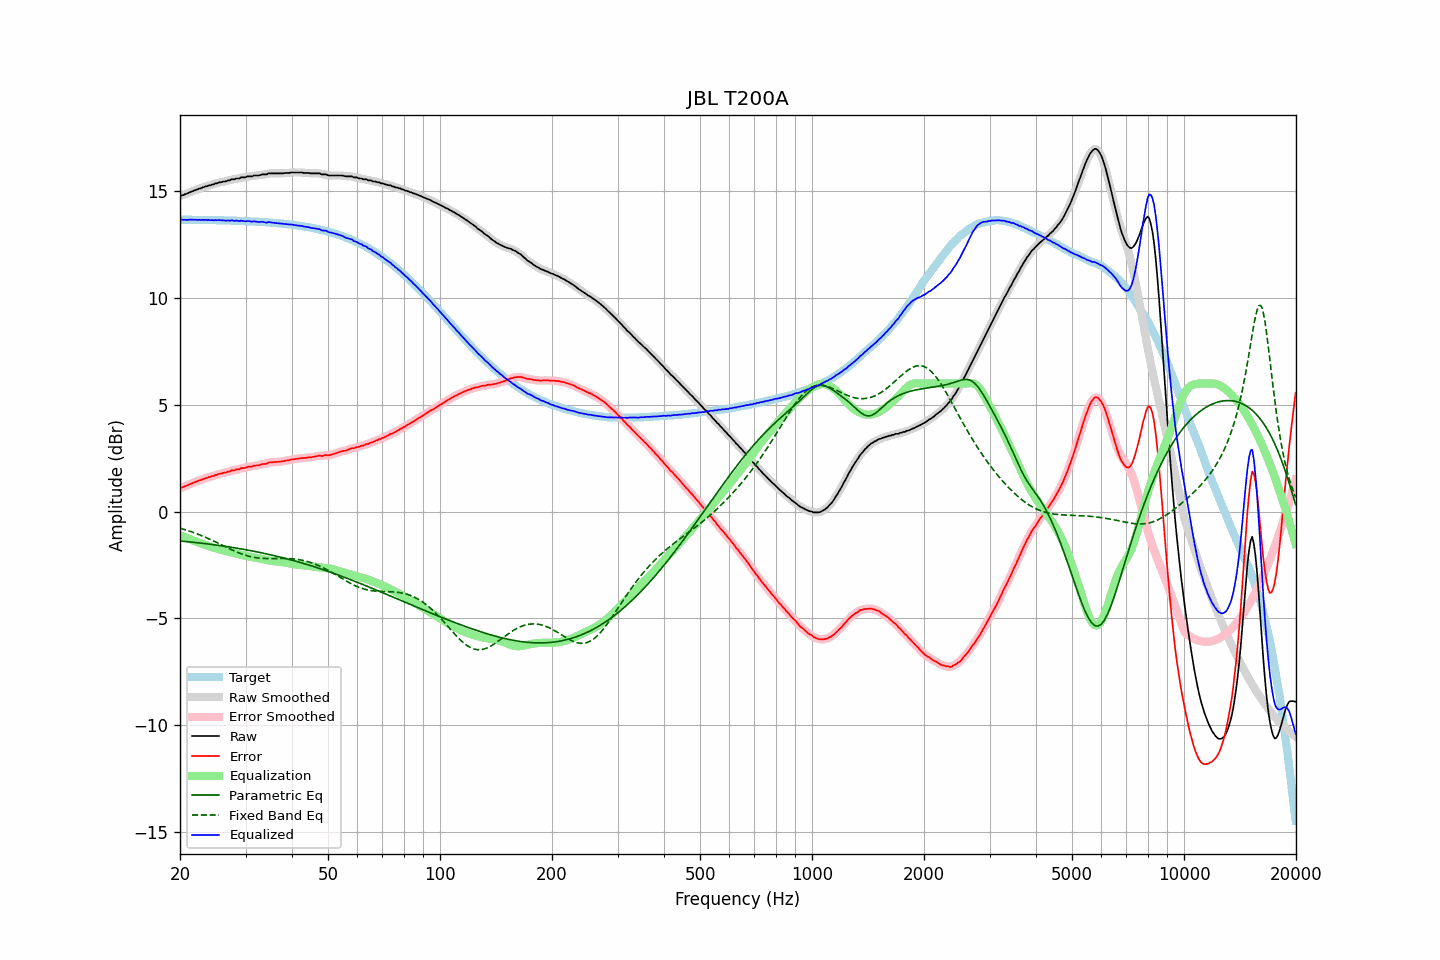 JBL T200A
Amplitude (dBr)
15
10
5
0
−5
−10
−15
Target
Raw Smoothed
Error Smoothed
Raw
Error
Equalization
Parametric Eq
Fixed Band Eq
Equalized
20 50 100 200 500 1000 2000 5000 10000 20000
Frequency (Hz)